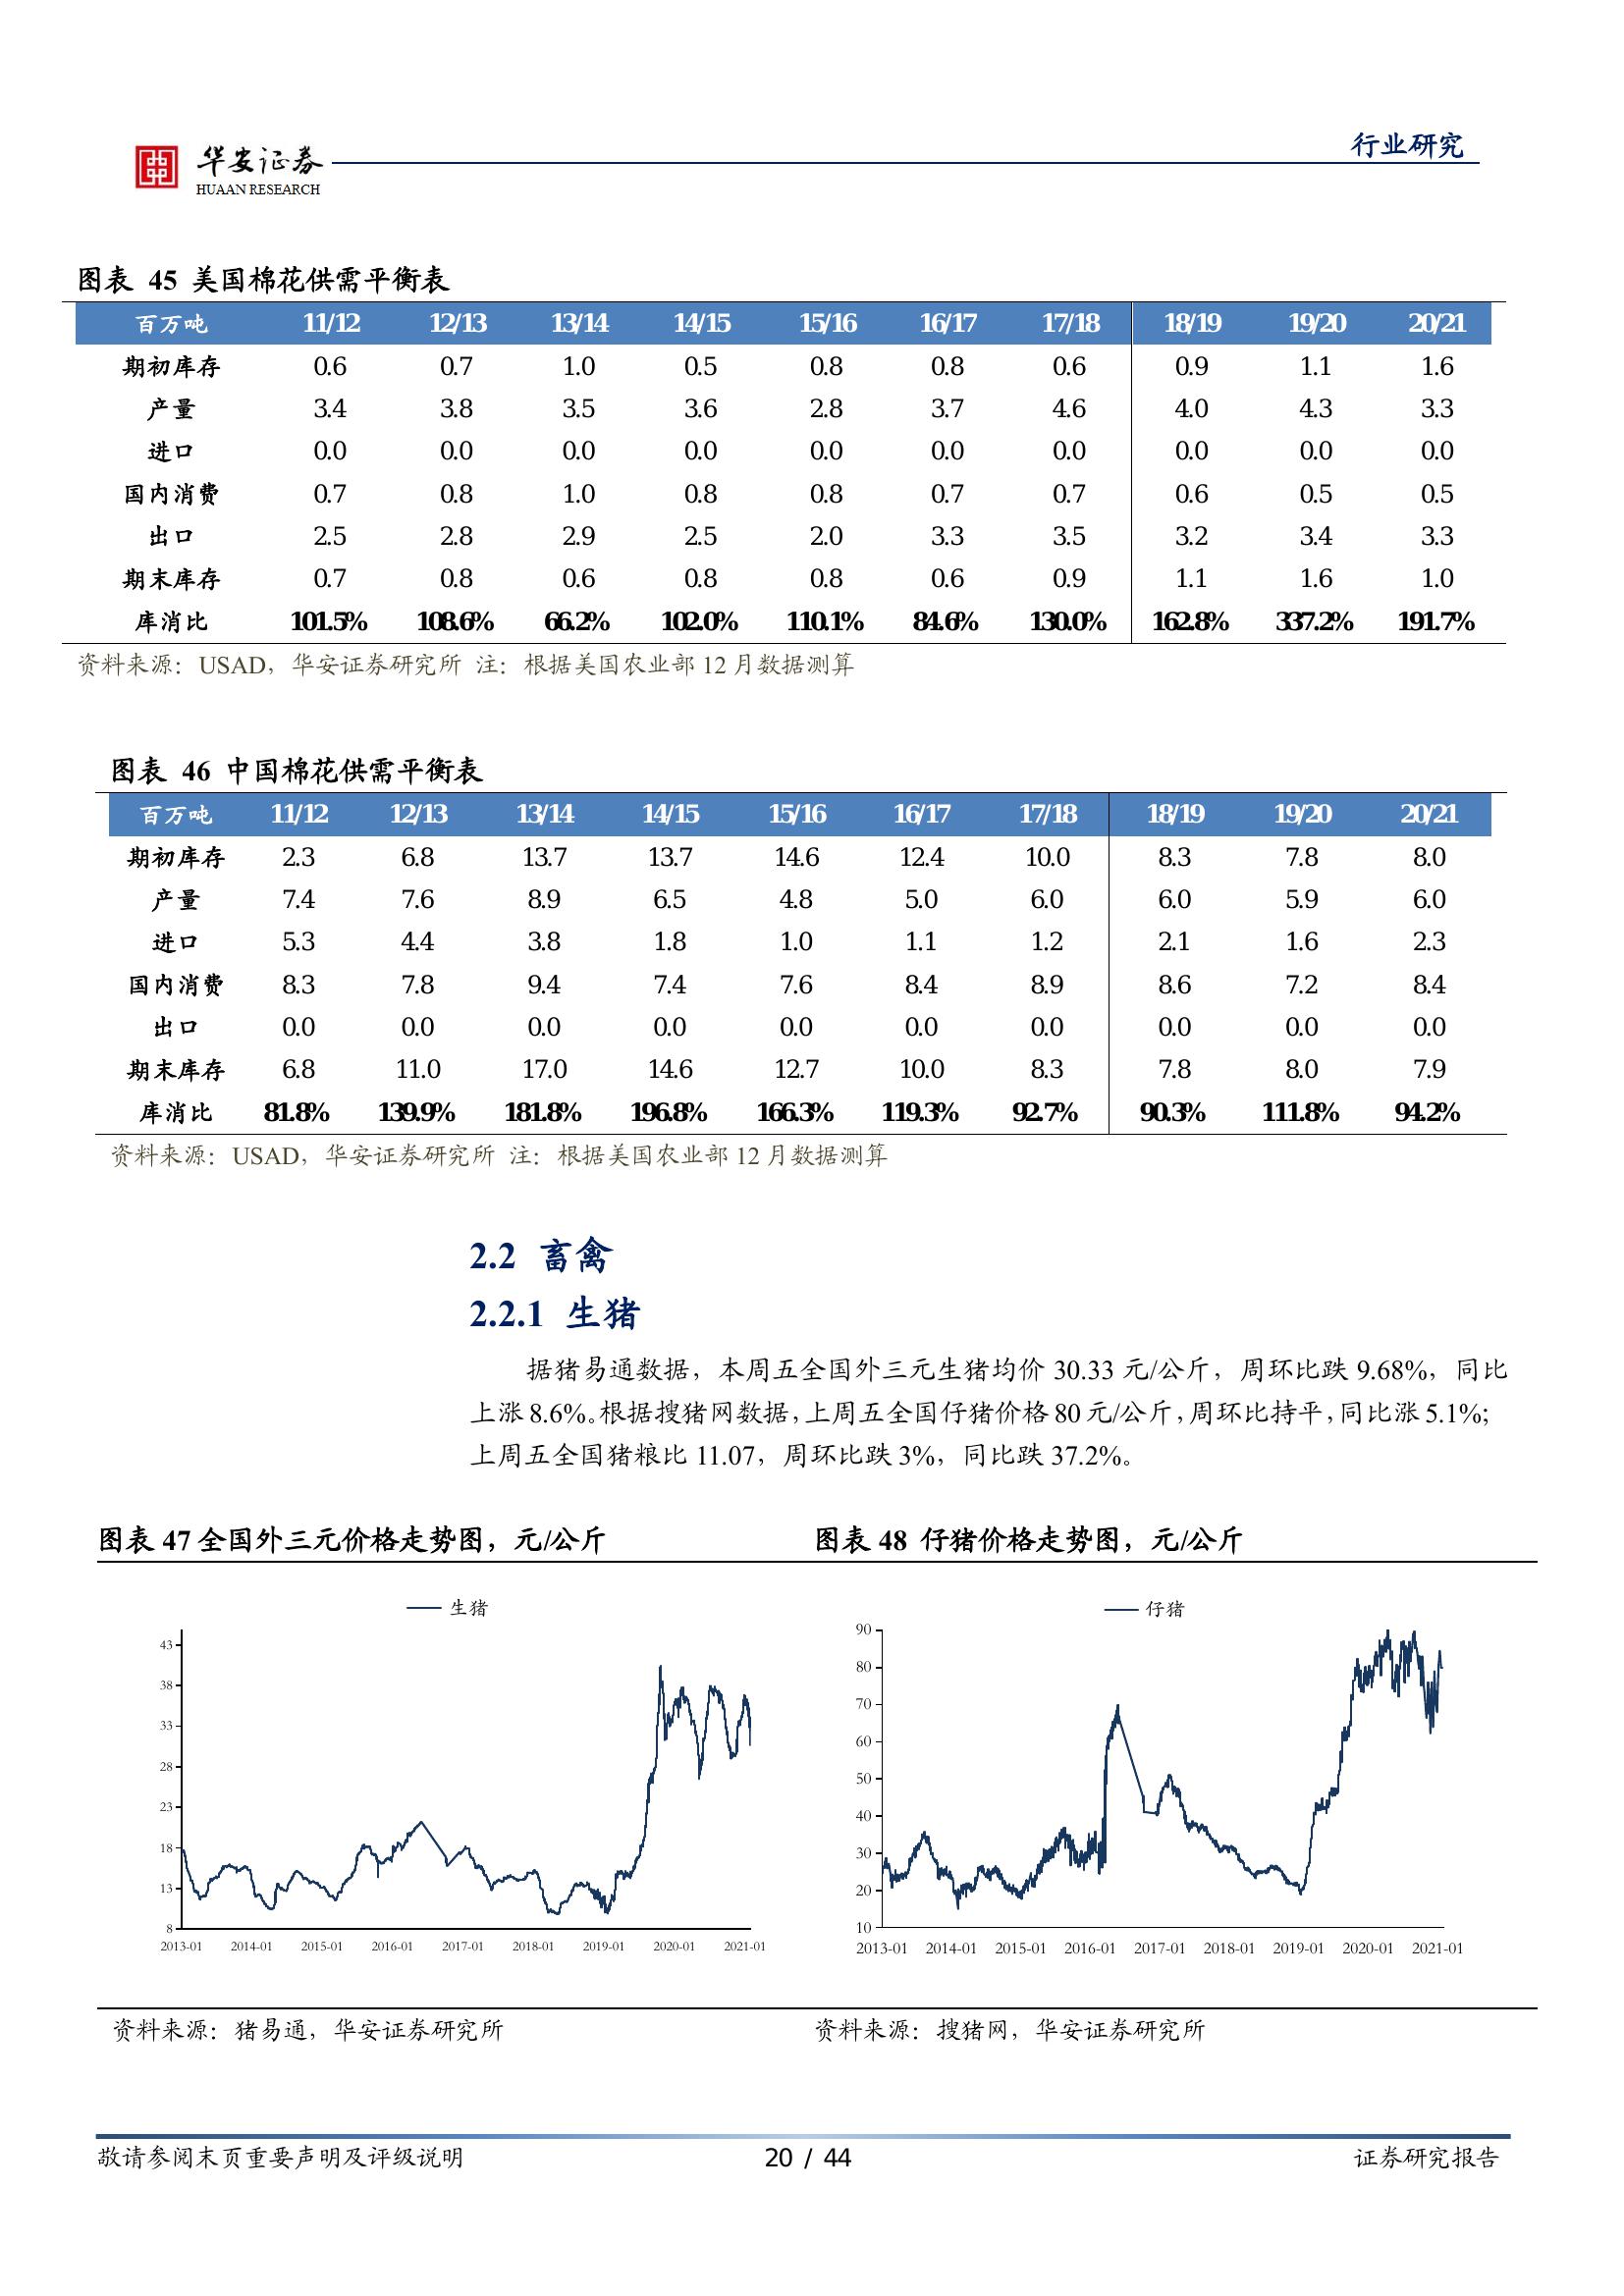 华安证券
HUAAN RESEARCH
行业研究
图表 45 美国棉花供需平衡表
百万吨 11/12 12/13 13/14 14/15 15/16 16/17 17/18 18/19 19/20 20/21
期初库存 0.6 0.7 1.0 0.5 0.8 0.8 0.6 0.9 1.1 1.6
产量 3.4 3.8 3.5 3.6 2.8 3.7 4.6 4.0 4.3 3.3
进口 0.0 0.0 0.0 0.0 0.0 0.0 0.0 0.0 0.0 0.0
国内消费 0.7 0.8 1.0 0.8 0.8 0.7 0.7 0.6 0.5 0.5
出口 2.5 2.8 2.9 2.5 2.0 3.3 3.5 3.2 3.4 3.3
期末库存 0.7 0.8 0.6 0.8 0.8 0.6 0.9 1.1 1.6 1.0
库消比 101.5% 108.6% 66.2% 102.0% 110.1% 84.6% 130.0% 162.8% 337.2% 191.7%
资料来源：USAD，华安证券研究所 注：根据美国农业部 12 月数据测算
图表 46 中国棉花供需平衡表
百万吨 11/12 12/13 13/14 14/15 15/16 16/17 17/18 18/19 19/20 20/21
期初库存 2.3 6.8 13.7 13.7 14.6 12.4 10.0 8.3 7.8 8.0
产量 7.4 7.6 8.9 6.5 4.8 5.0 6.0 6.0 5.9 6.0
进口 5.3 4.4 3.8 1.8 1.0 1.1 1.2 2.1 1.6 2.3
国内消费 8.3 7.8 9.4 7.4 7.6 8.4 8.9 8.6 7.2 8.4
出口 0.0 0.0 0.0 0.0 0.0 0.0 0.0 0.0 0.0 0.0
期末库存 6.8 11.0 17.0 14.6 12.7 10.0 8.3 7.8 8.0 7.9
库消比 81.8% 139.9% 181.8% 196.8% 166.3% 119.3% 92.7% 90.3% 111.8% 94.2%
资料来源：USAD，华安证券研究所 注：根据美国农业部 12 月数据测算
2.2 畜禽
2.2.1 生猪
据猪易通数据，本周五全国外三元生猪均价 30.33 元/公斤，周环比跌 9.68%，同比
上涨 8.6%。根据搜猪网数据，上周五全国仔猪价格 80 元/公斤，周环比持平，同比涨 5.1%；
上周五全国猪粮比 11.07，周环比跌 3%，同比跌 37.2%。
图表 47 全国外三元价格走势图，元/公斤
生猪
43
38
33
28
23
18
13
8
2013-01 2014-01 2015-01 2016-01 2017-01 2018-01 2019-01 2020-01 2021-01
资料来源：猪易通，华安证券研究所
图表 48 仔猪价格走势图，元/公斤
仔猪
90
80
70
60
50
40
30
20
10
2013-01 2014-01 2015-01 2016-01 2017-01 2018-01 2019-01 2020-01 2021-01
资料来源：搜猪网，华安证券研究所
敬请参阅末页重要声明及评级说明
20 / 44
证券研究报告